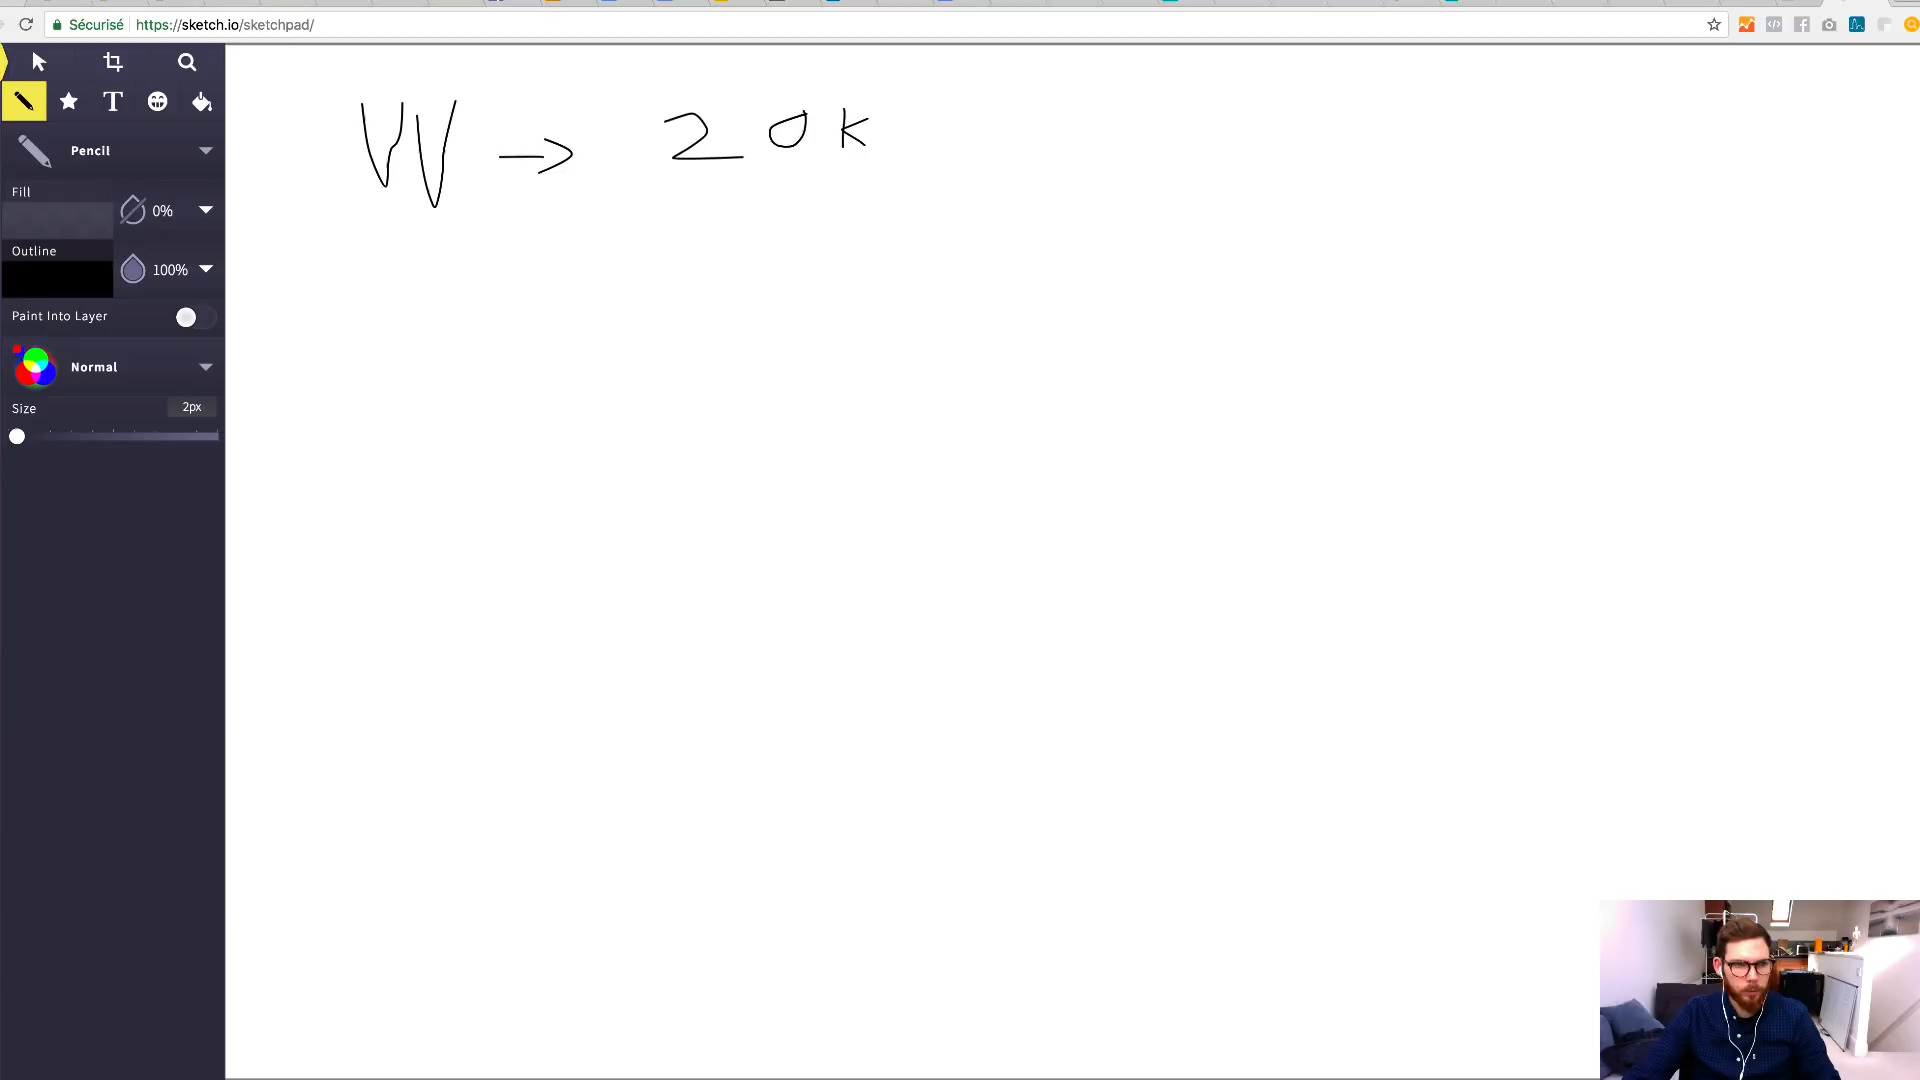 Sécurisé https://sketch.io/sketchpad/
T
Pencil
Fill
0%
Outline
100%
Paint Into Layer
Normal
Size 2px
W → 20K